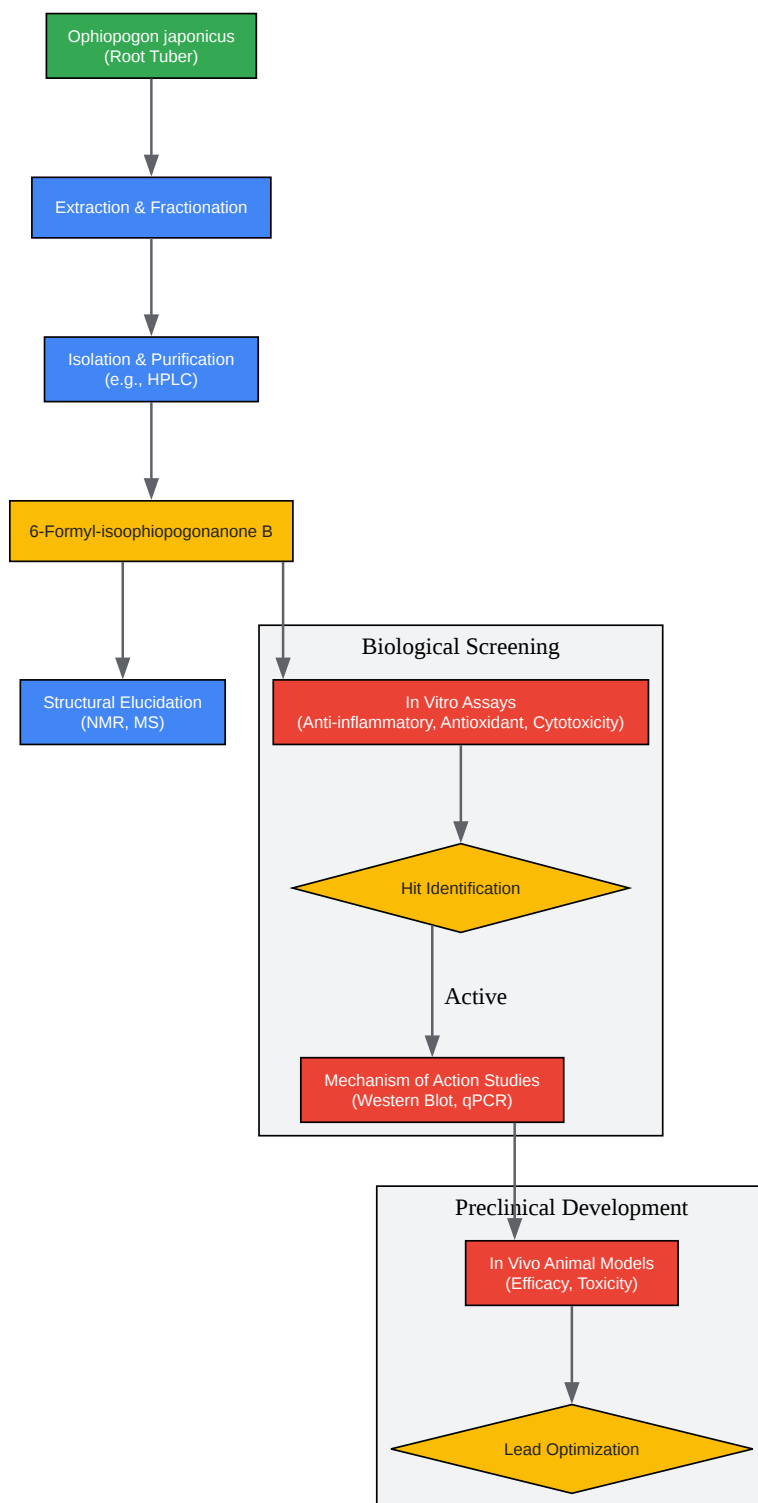 Ophiopogon japonicus
(Root Tuber)
Extraction & Fractionation
Isolation & Purification
(e.g., HPLC)
6-Formyl-isoophiopogonanone B
Structural Elucidation
(NMR, MS)
Biological Screening
In Vitro Assays
(Anti-inflammatory, Antioxidant, Cytotoxicity)
Hit Identification
Active
Mechanism of Action Studies
(Western Blot, qPCR)
Preclinical Development
In Vivo Animal Models
(Efficacy, Toxicity)
Lead Optimization